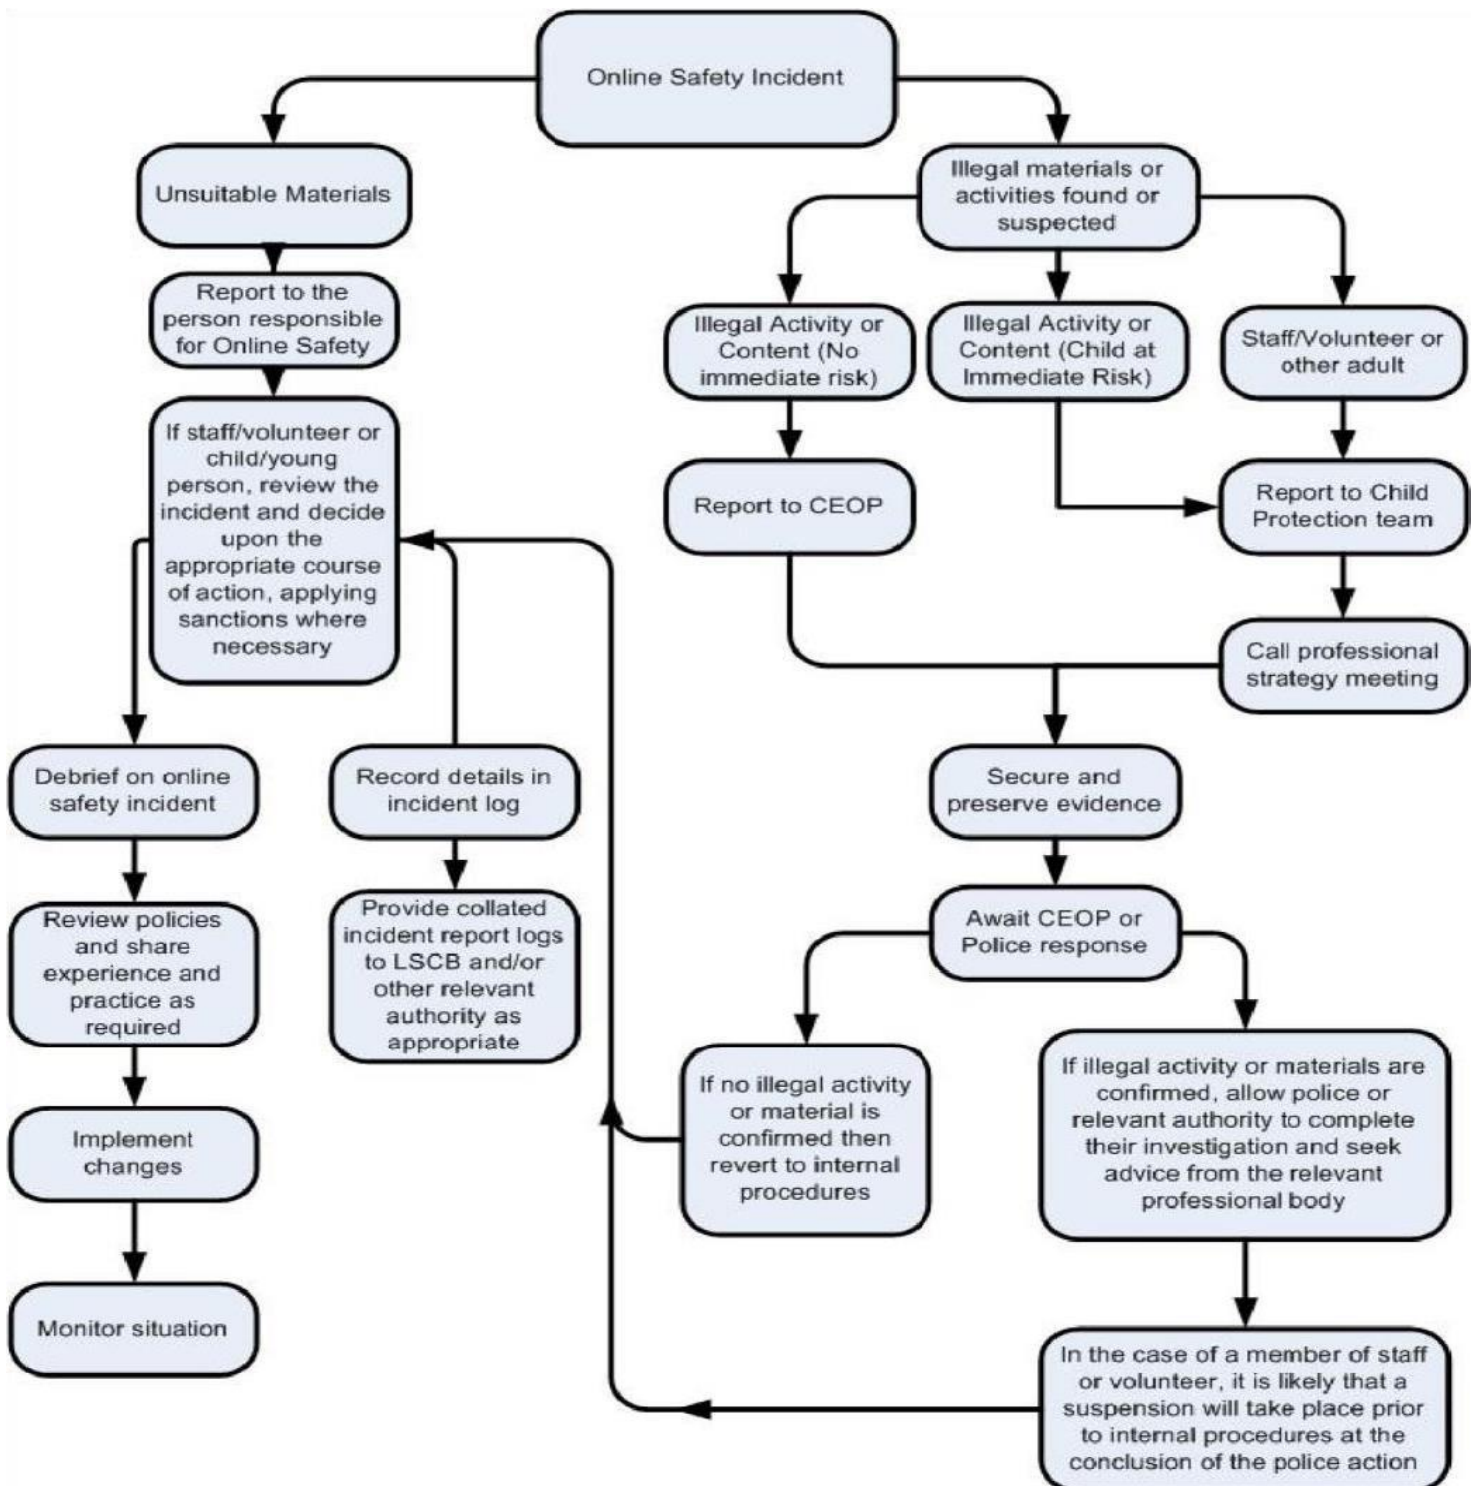 Online Safety Incident
Unsuitable Materials
Report to the
person responsible
for Online Safety
If staff/volunteer or
child/young
person, review the
incident and decide
upon the
appropriate course
of action, applying
sanctions where
necessary
Debrief on online
safety incident
Review policies
and share
experience and
practice as
required
Implement
changes
Monitor situation
Record details in
incident log
Provide collated
incident report logs
to LSCB and/or
other relevant
authority as
appropriate
Illegal materials or
activities found or
suspected
Illegal Activity or
Content (No
immediate risk)
Illegal Activity or
Content (Child at
Immediate Risk)
Staff/Volunteer or
other adult
Report to CEOP
Report to Child
Protection team
Call professional
strategy meeting
Secure and
preserve evidence
Await CEOP or
Police response
If no illegal activity
or material is
confirmed then
revert to internal
procedures
If illegal activity or materials are
confirmed, allow police or
relevant authority to complete
their investigation and seek
advice from the relevant
professional body
In the case of a member of staff
or volunteer, it is likely that a
suspension will take place prior
to internal procedures at the
conclusion of the police action